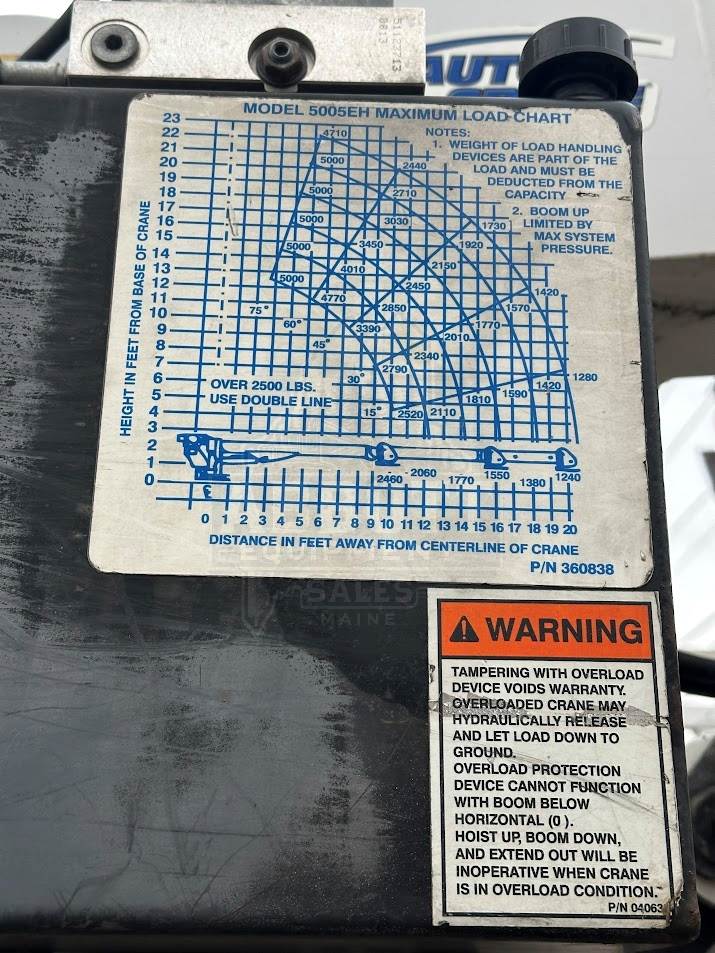 51127713
0613
AUT
MODEL 5005EH MAXIMUM LOAD CHART
NOTES:
1. WEIGHT OF LOAD HANDLING
DEVICES ARE PART OF THE
LOAD AND MUST BE
DEDUCTED FROM THE
CAPACITY
2. BOOM UP
LIMITED BY
MAX SYSTEM
PRESSURE.
HEIGHT IN FEET FROM BASE OF CRANE
23
22
21
20
19
18
17
16
15
14
13
12
11
10
9
8
7
6
5
4
3
2
1
0
4710
5000 2440
5000 2710
5000 3030 1730
5000 3450 1920
4010 2150
5000 2450 1420
4770 2850 1570
75° 3390 1770
60° 2010
45° 2340
30° 2790 1280
15° 2520 2110 1810 1590 1420
OVER 2500 LBS.
USE DOUBLE LINE
2460 2060 1770 1550 1380 1240
E
0 1 2 3 4 5 6 7 8 9 10 11 12 13 14 15 16 17 18 19 20
DISTANCE IN FEET AWAY FROM CENTERLINE OF CRANE
P/N 360838
EQUIPMENT
SALES
MAINE
WARNING
TAMPERING WITH OVERLOAD
DEVICE VOIDS WARRANTY.
OVERLOADED CRANE MAY
HYDRAULICALLY RELEASE
AND LET LOAD DOWN TO
GROUND.
OVERLOAD PROTECTION
DEVICE CANNOT FUNCTION
WITH BOOM BELOW
HORIZONTAL (0 ).
HOIST UP, BOOM DOWN,
AND EXTEND OUT WILL BE
INOPERATIVE WHEN CRANE
IS IN OVERLOAD CONDITION.
P/N 04063